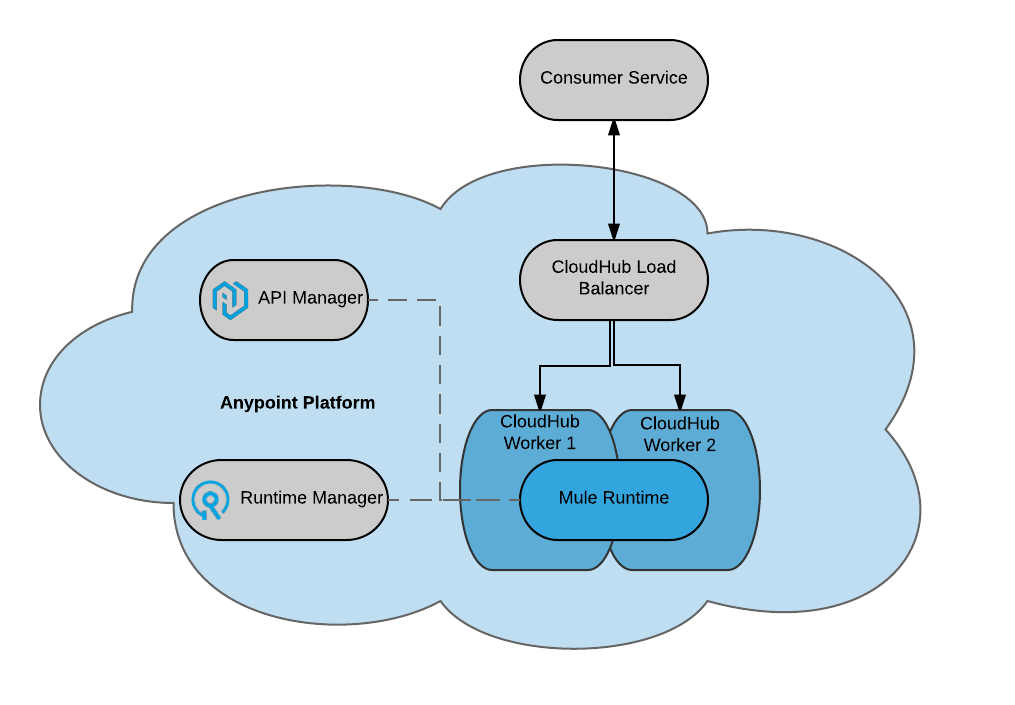 Consumer Service
CloudHub Load
Balancer
API Manager
Anypoint Platform
CloudHub
Worker 1
CloudHub
Worker 2
Runtime Manager
Mule Runtime